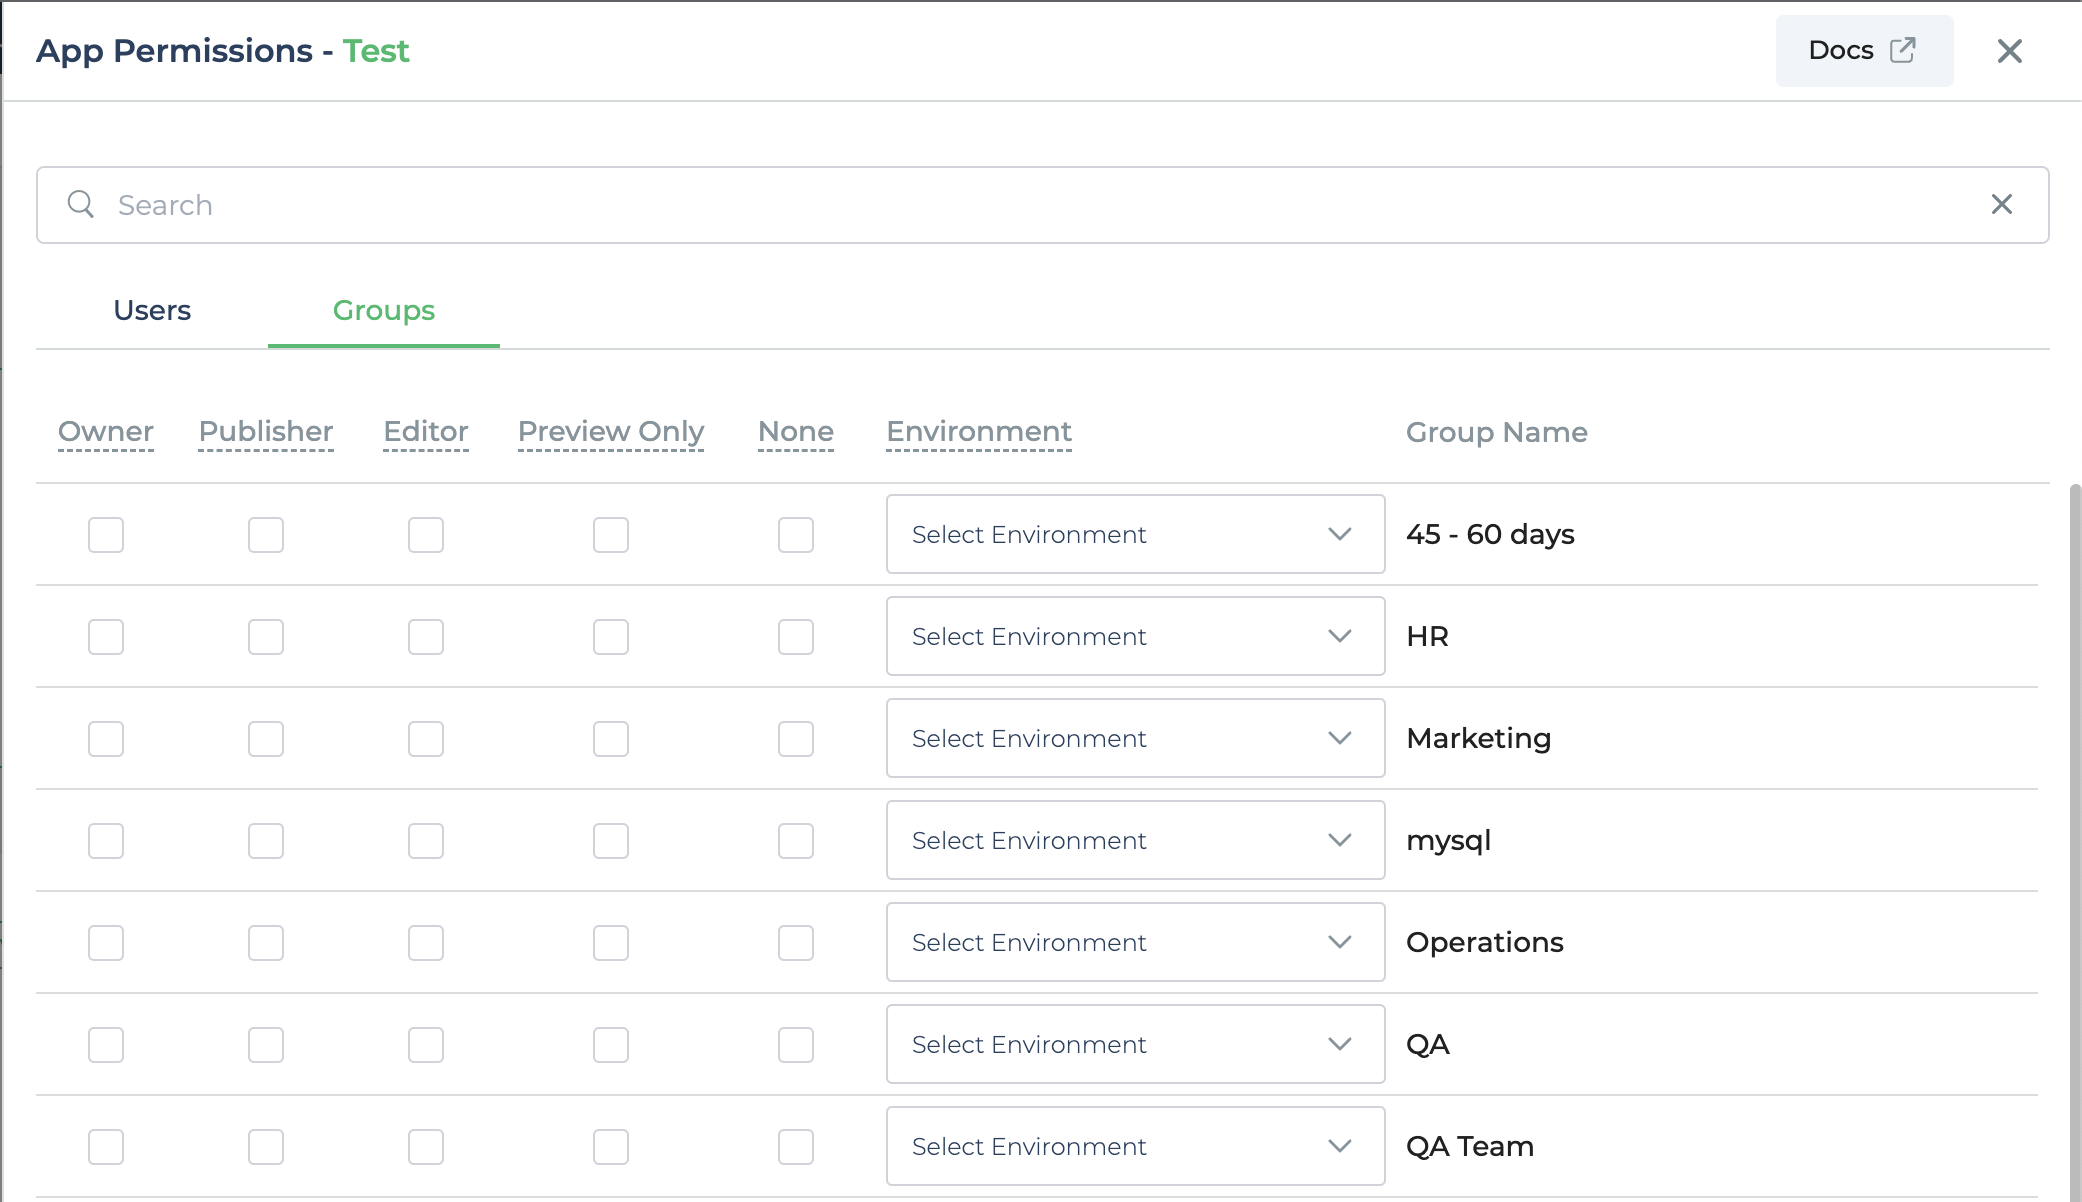 App Permissions - Test
Docs
Search
Users Groups
Owner Publisher Editor Preview Only None Environment Group Name
Select Environment 45 - 60 days
Select Environment HR
Select Environment Marketing
Select Environment mysql
Select Environment Operations
Select Environment QA
Select Environment QA Team